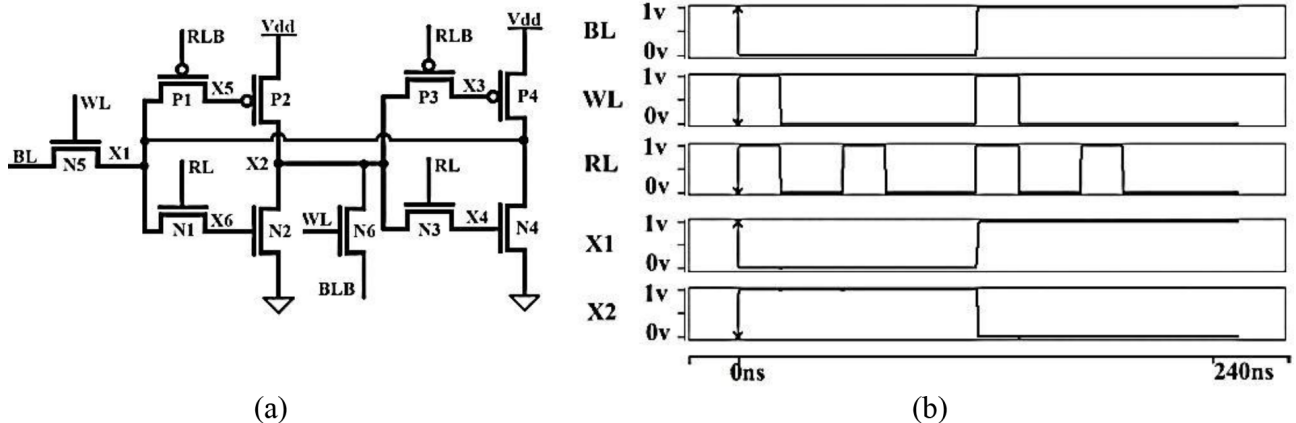 Vdd
Vdd
RLB
RLB
P1
X5
P2
P3
X3
P4
WL
BL
N5
X1
RL
X2
RL
N1
X6
N2
WL
N6
N3
X4
N4
BLB
(a)
BL
1v
0v
WL
1v
0v
RL
1v
0v
X1
1v
0v
X2
1v
0v
0ns
240ns
(b)